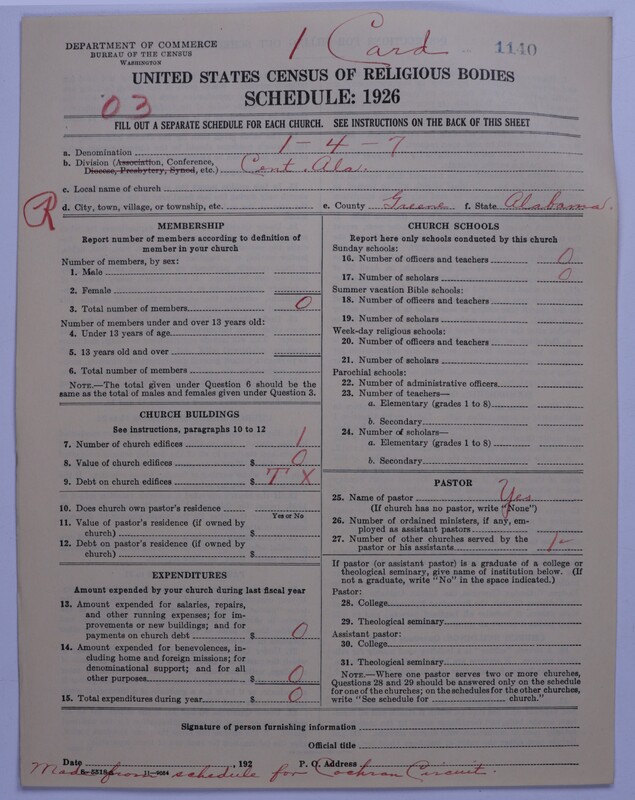 1 Card
1140
DEPARTMENT OF COMMERCE
BUREAU OF THE CENSUS
WASHINGTON
UNITED STATES CENSUS OF RELIGIOUS BODIES
SCHEDULE: 1926
03
FILL OUT A SEPARATE SCHEDULE FOR EACH CHURCH. SEE INSTRUCTIONS ON THE BACK OF THIS SHEET
a. Denomination 1-4-7
b. Division (Association, Conference,
Diocese, Presbytery, Synod, etc.) Cent. Ala.
c. Local name of church
R
d. City, town, village, or township, etc. e. County Greene f. State Alabama.
MEMBERSHIP
Report number of members according to definition of
member in your church
Number of members, by sex:
1. Male
2. Female
3. Total number of members 0
Number of members under and over 13 years old:
4. Under 13 years of age
5. 13 years old and over
6. Total number of members
NOTE.—The total given under Question 6 should be the
same as the total of males and females given under Question 3.
CHURCH BUILDINGS
See instructions, paragraphs 10 to 12
7. Number of church edifices 1
8. Value of church edifices $ 0
9. Debt on church edifices $ T X
10. Does church own pastor's residence
Yes or No
11. Value of pastor's residence (if owned by
church) $
12. Debt on pastor's residence (if owned by
church) $
EXPENDITURES
Amount expended by your church during last fiscal year
13. Amount expended for salaries, repairs,
and other running expenses; for im-
provements or new buildings; and for
payments on church debt $ 0
14. Amount expended for benevolences, in-
cluding home and foreign missions; for
denominational support; and for all
other purposes $ 0
15. Total expenditures during year $ 0
CHURCH SCHOOLS
Report here only schools conducted by this church
Sunday schools:
16. Number of officers and teachers 0
17. Number of scholars 0
Summer vacation Bible schools:
18. Number of officers and teachers
19. Number of scholars
Week-day religious schools:
20. Number of officers and teachers
21. Number of scholars
Parochial schools:
22. Number of administrative officers
23. Number of teachers—
a. Elementary (grades 1 to 8)
b. Secondary
24. Number of scholars—
a. Elementary (grades 1 to 8)
b. Secondary
PASTOR
25. Name of pastor Yes
(If church has no pastor, write "None")
26. Number of ordained ministers, if any, em-
ployed as assistant pastors
27. Number of other churches served by the
pastor or his assistants
If pastor (or assistant pastor) is a graduate of a college or
theological seminary, give name of institution below. (If
not a graduate, write "No" in the space indicated.)
Pastor:
28. College
29. Theological seminary
Assistant pastor:
30. College
31. Theological seminary
NOTE.—Where one pastor serves two or more churches,
Questions 28 and 29 should be answered only on the schedule
for one of the churches; on the schedules for the other churches,
write "See schedule for church."
Signature of person furnishing information
Official title
Date , 192 P. O. Address
11-9054
Made from schedule for Cochran Circuit.